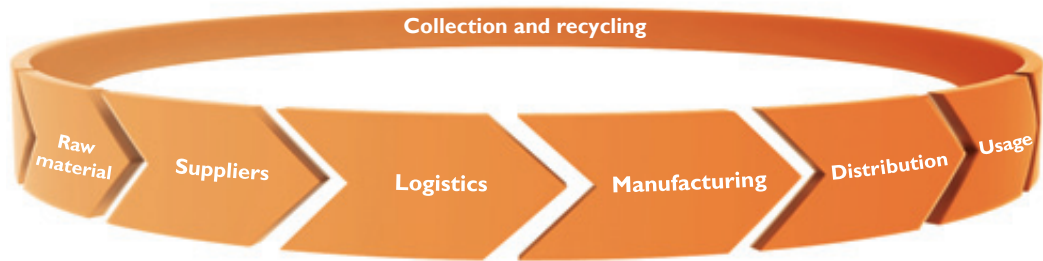 Collection and recycling
Raw
material
Suppliers
Logistics
Manufacturing
Distribution
Usage